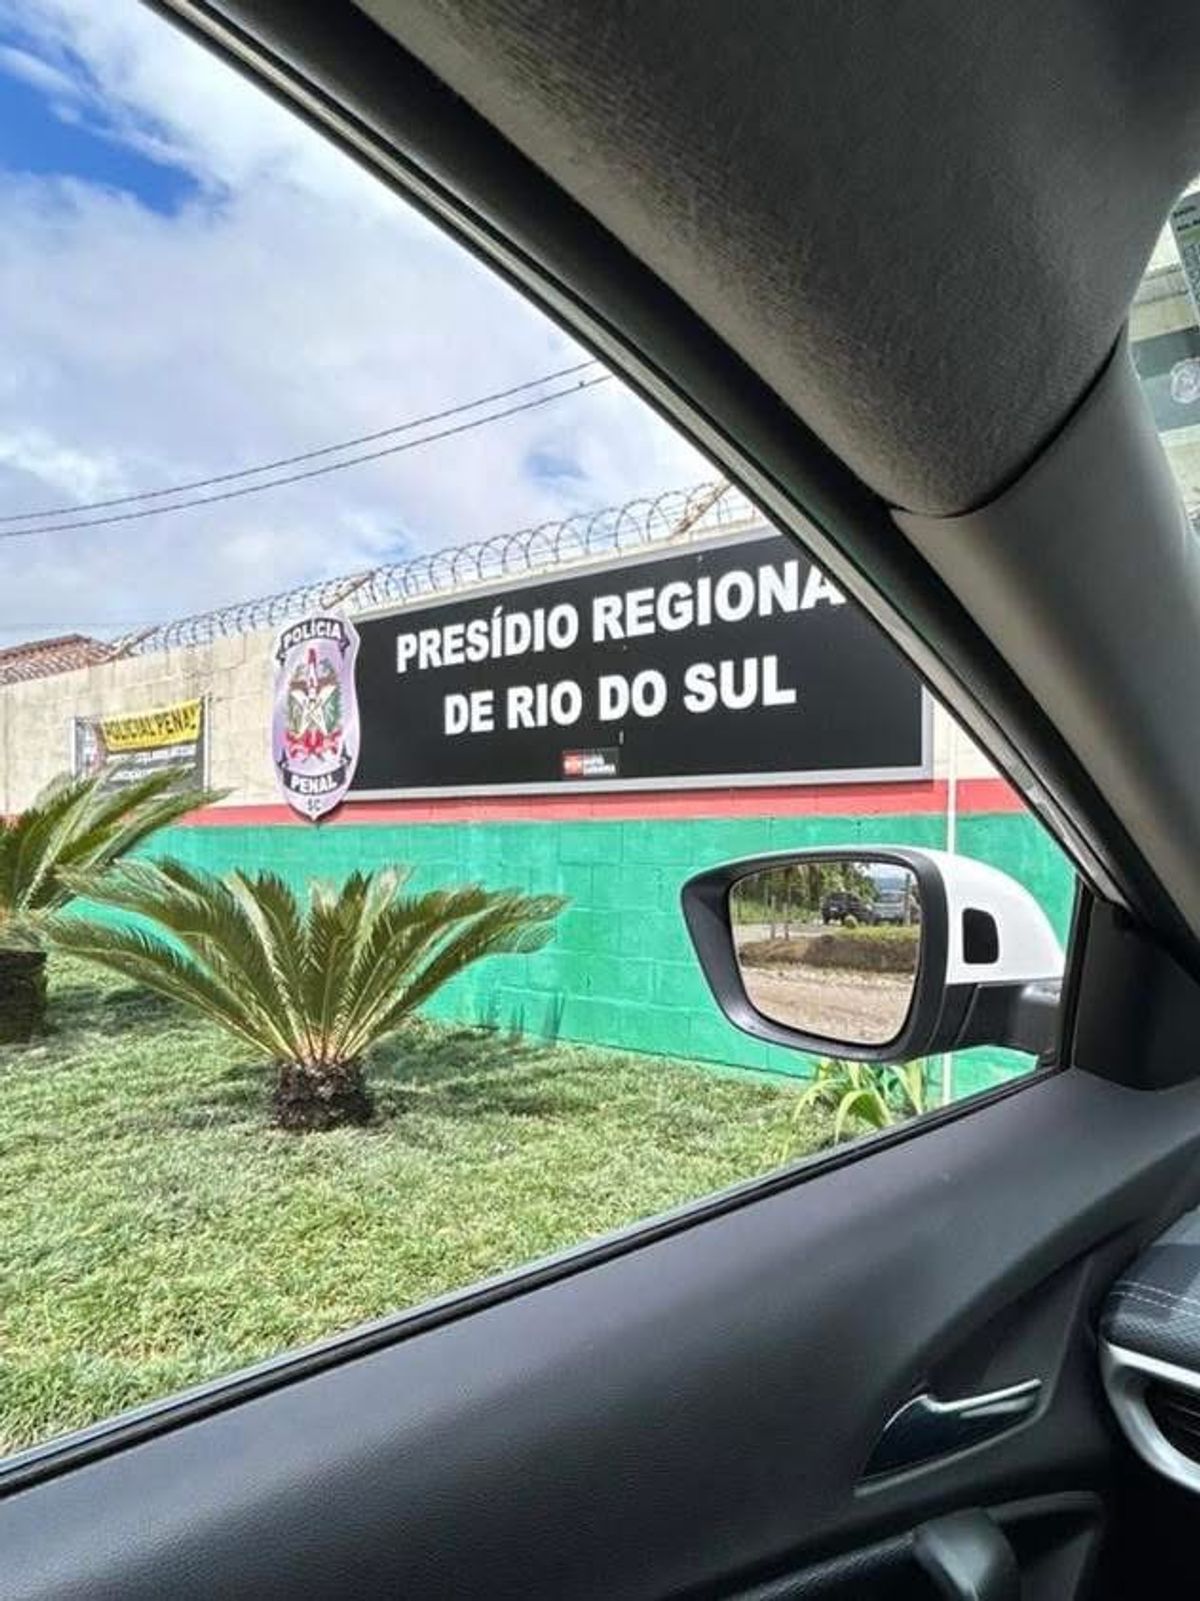 PRESÍDIO REGIONA
DE RIO DO SUL
POLÍCIA
PENAL
SC
POLICIAL PENAL